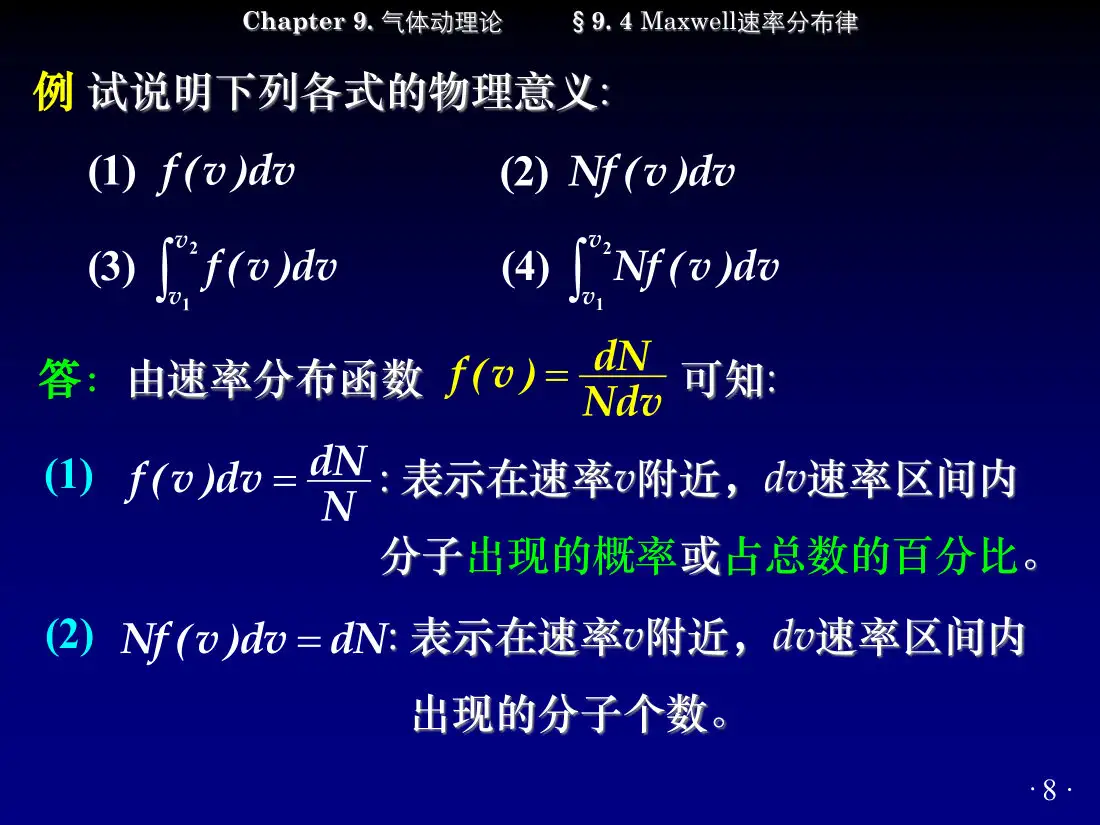 Chapter 9. 气体动理论 §9. 4 Maxwell速率分布律
例 试说明下列各式的物理意义:
(1) f(v)dv (2) Nf(v)dv
(3) ∫_{v₁}^{v₂} f(v)dv (4) ∫_{v₁}^{v₂} Nf(v)dv
答: 由速率分布函数 f(v) = dN/Ndv 可知:
(1) f(v)dv = dN/N : 表示在速率v附近，dv速率区间内
分子出现的概率或占总数的百分比。
(2) Nf(v)dv = dN: 表示在速率v附近，dv速率区间内
出现的分子个数。
·8·